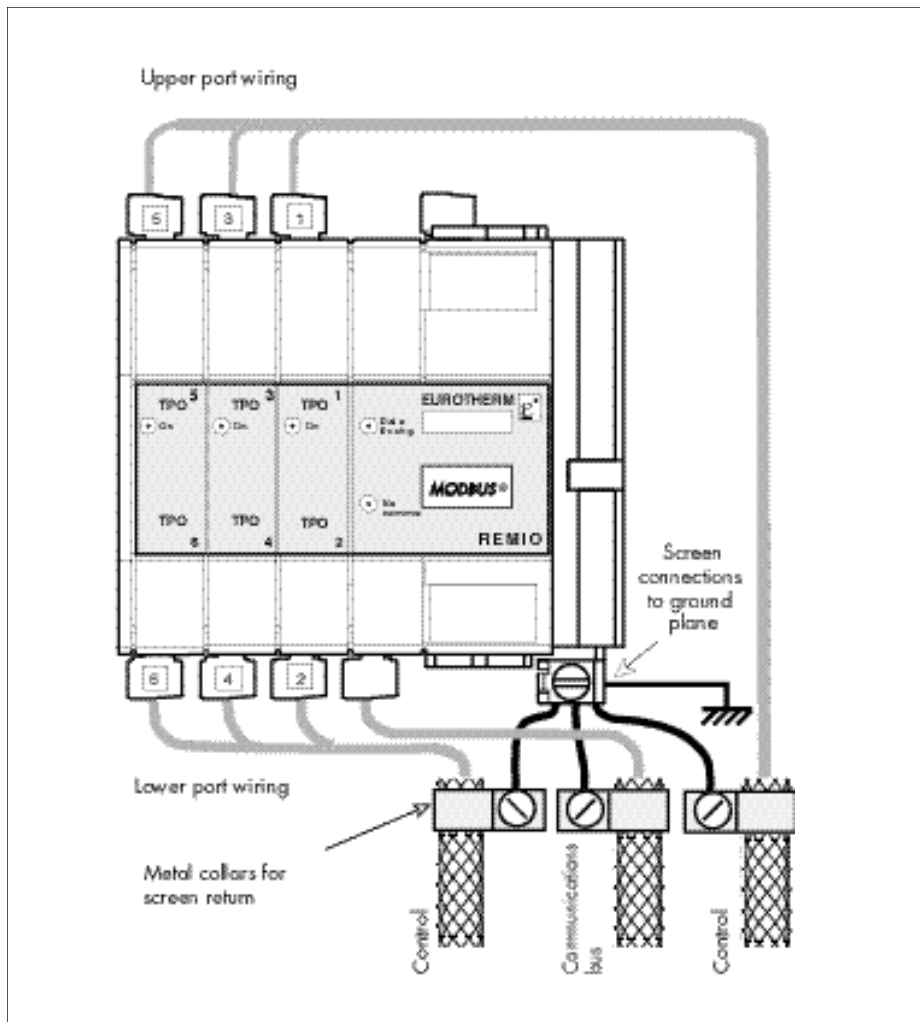 Upper port wiring
5 3 1
TPO 5 TPO 3 TPO 1 EUROTHERM
On On On
MODBUS®
TPO TPO TPO
6 4 2 REMIO
Screen
connections
to ground
plane
6 4 2
Lower port wiring
Metal collars for
screen return
Control
Communications
bus
Control